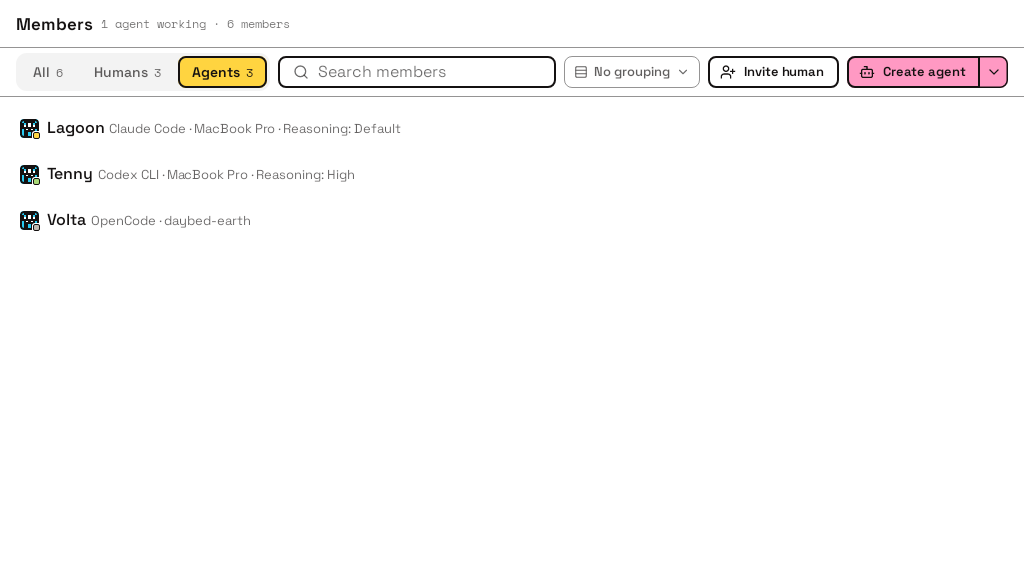 Members 1 agent working · 6 members
All 6 Humans 3 Agents 3 Search members No grouping Invite human Create agent
Lagoon Claude Code · MacBook Pro · Reasoning: Default
Tenny Codex CLI · MacBook Pro · Reasoning: High
Volta OpenCode · daybed-earth